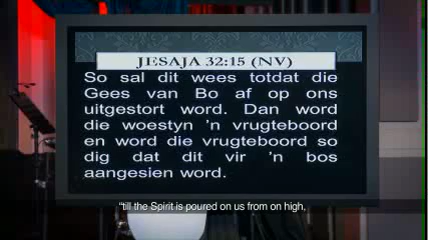 JESAJA 32:15 (NV)
So sal dit wees totdat die
Gees van Bo af op ons
uitgestort word. Dan word
die woestyn 'n vrugteboord
en word die vrugteboord so
dig dat dit vir 'n bos
aangesien word.
"till the Spirit is poured on us from on high,